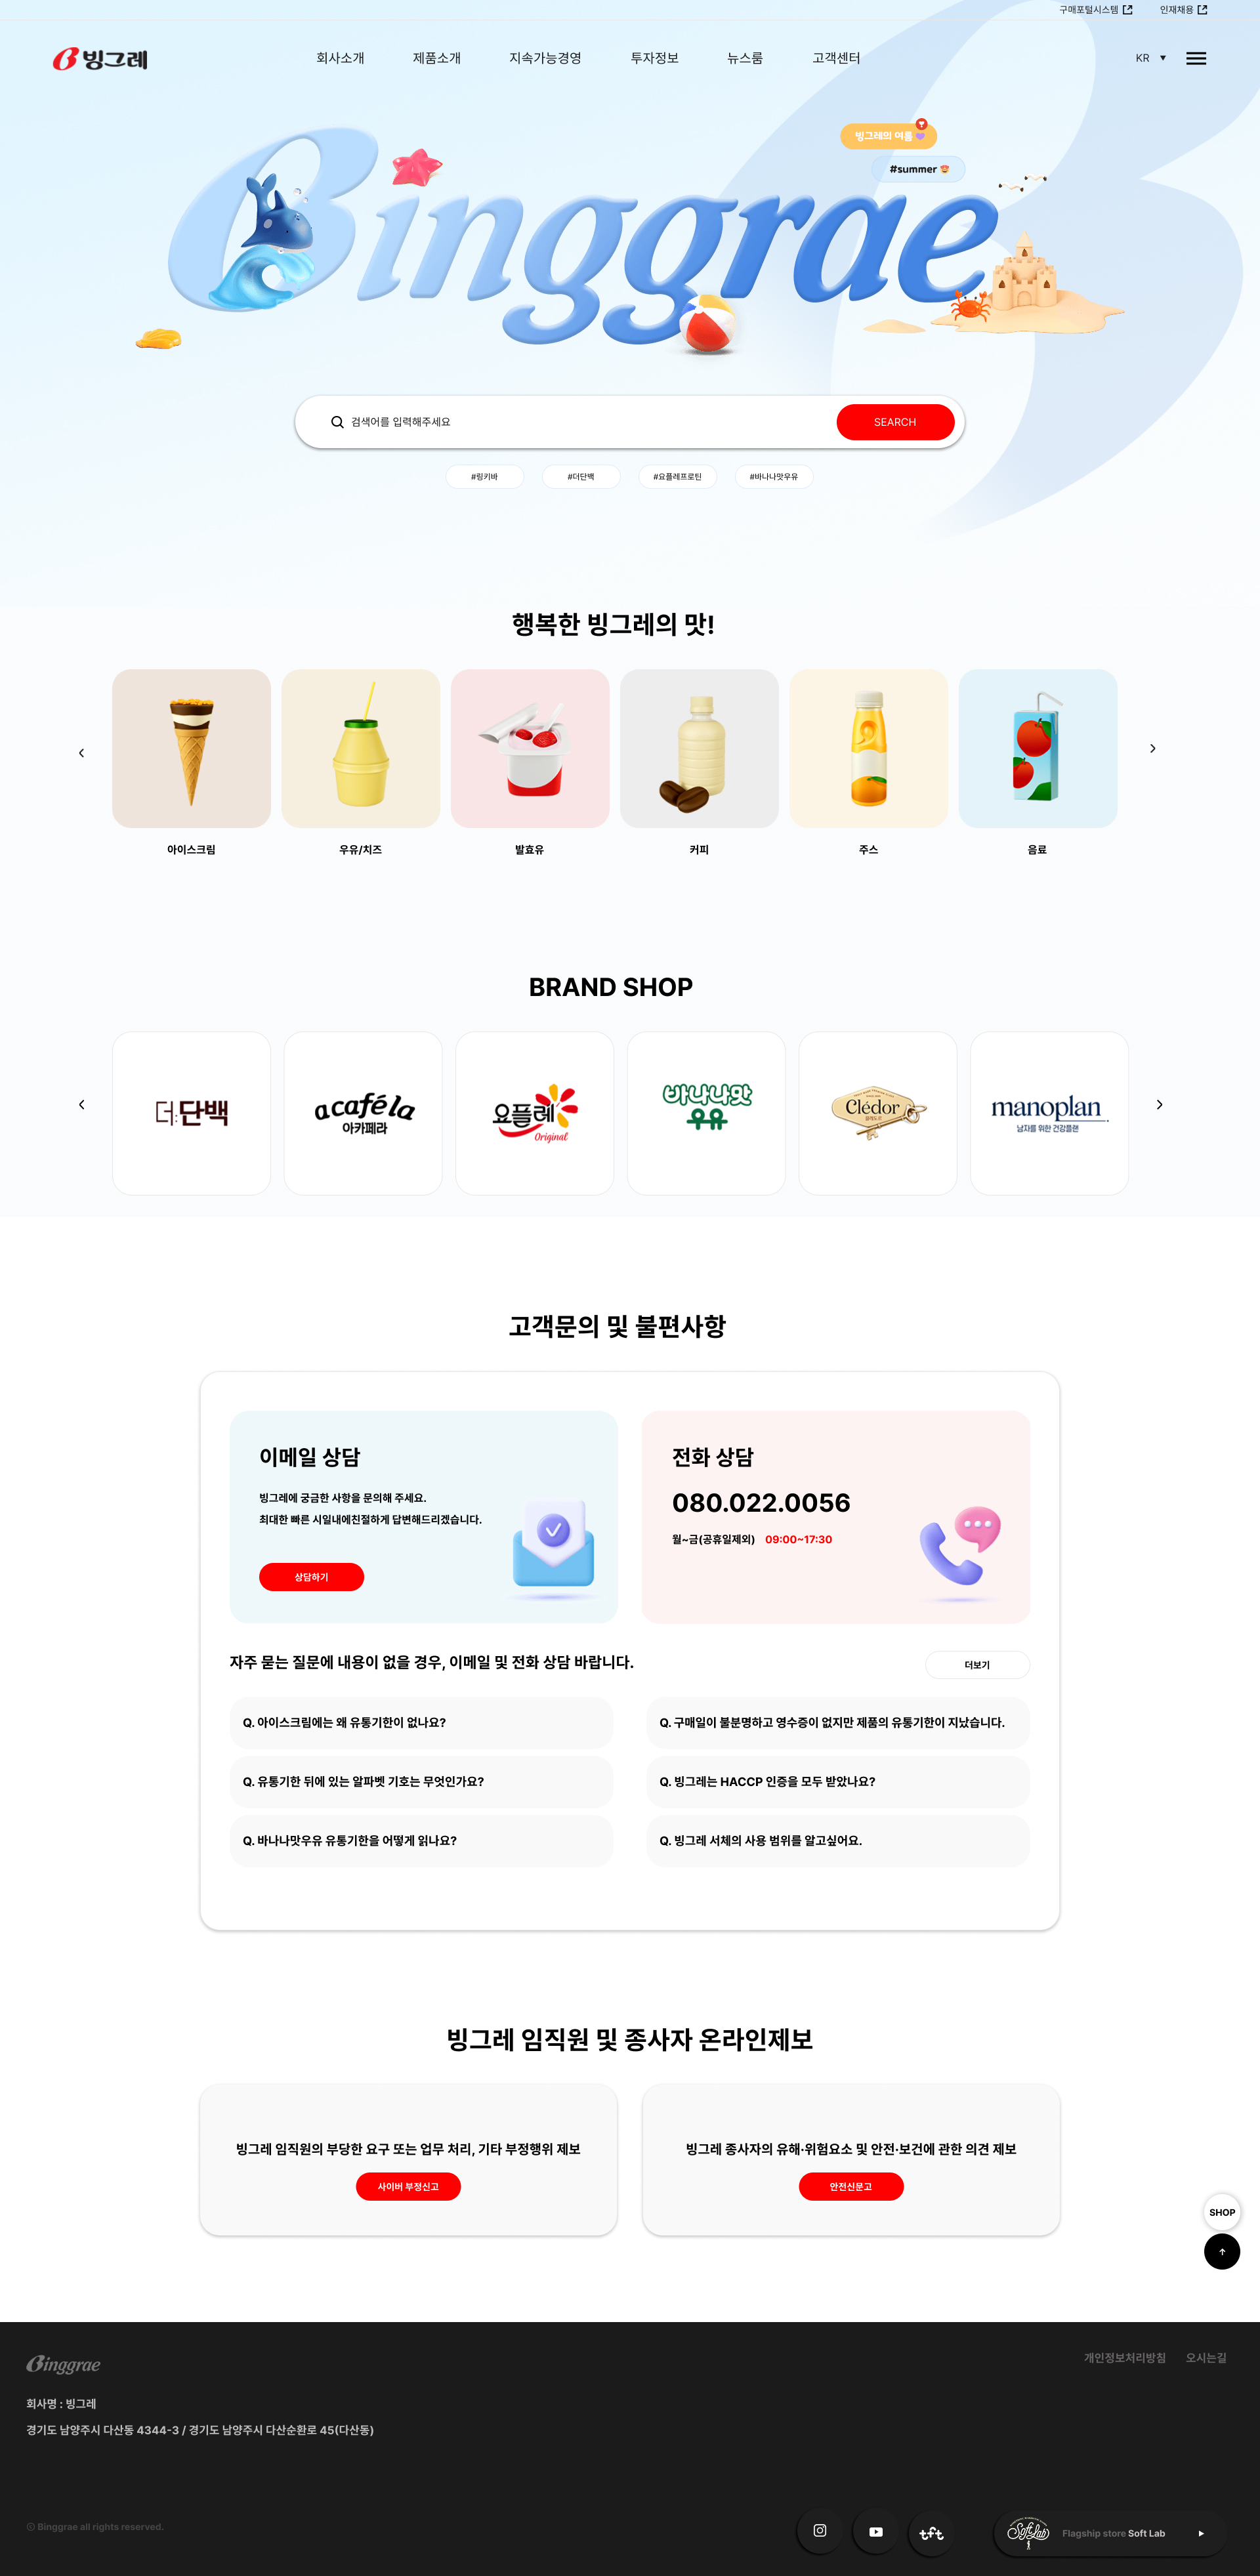 구매포털시스템
인재채용
빙그레
회사소개
제품소개
지속가능경영
투자정보
뉴스룸
고객센터
KR
빙그레의 여름
#summer
Binggrae
검색어를 입력해주세요
SEARCH
#링키바
#더단백
#요플레프로틴
#바나나맛우유
행복한 빙그레의 맛!
아이스크림
우유/치즈
발효유
커피
주스
음료
BRAND SHOP
더:단백
acaféla
아카페라
요플레
Original
바나나맛
우유
Clédor
끌레도르
manoplan
남자를 위한 건강플랜
고객문의 및 불편사항
이메일 상담
빙그레에 궁금한 사항을 문의해 주세요.
최대한 빠른 시일내에친절하게 답변해드리겠습니다.
상담하기
전화 상담
080.022.0056
월~금(공휴일제외) 09:00~17:30
자주 묻는 질문에 내용이 없을 경우, 이메일 및 전화 상담 바랍니다.
더보기
Q. 아이스크림에는 왜 유통기한이 없나요?
Q. 구매일이 불분명하고 영수증이 없지만 제품의 유통기한이 지났습니다.
Q. 유통기한 뒤에 있는 알파벳 기호는 무엇인가요?
Q. 빙그레는 HACCP 인증을 모두 받았나요?
Q. 바나나맛우유 유통기한을 어떻게 읽나요?
Q. 빙그레 서체의 사용 범위를 알고싶어요.
빙그레 임직원 및 종사자 온라인제보
빙그레 임직원의 부당한 요구 또는 업무 처리, 기타 부정행위 제보
사이버 부정신고
빙그레 종사자의 유해·위험요소 및 안전·보건에 관한 의견 제보
안전신문고
SHOP
Binggrae
개인정보처리방침
오시는길
회사명 : 빙그레
경기도 남양주시 다산동 4344-3 / 경기도 남양주시 다산순환로 45(다산동)
ⓒ Binggrae all rights reserved.
tft
Soft Lab
Flagship store Soft Lab